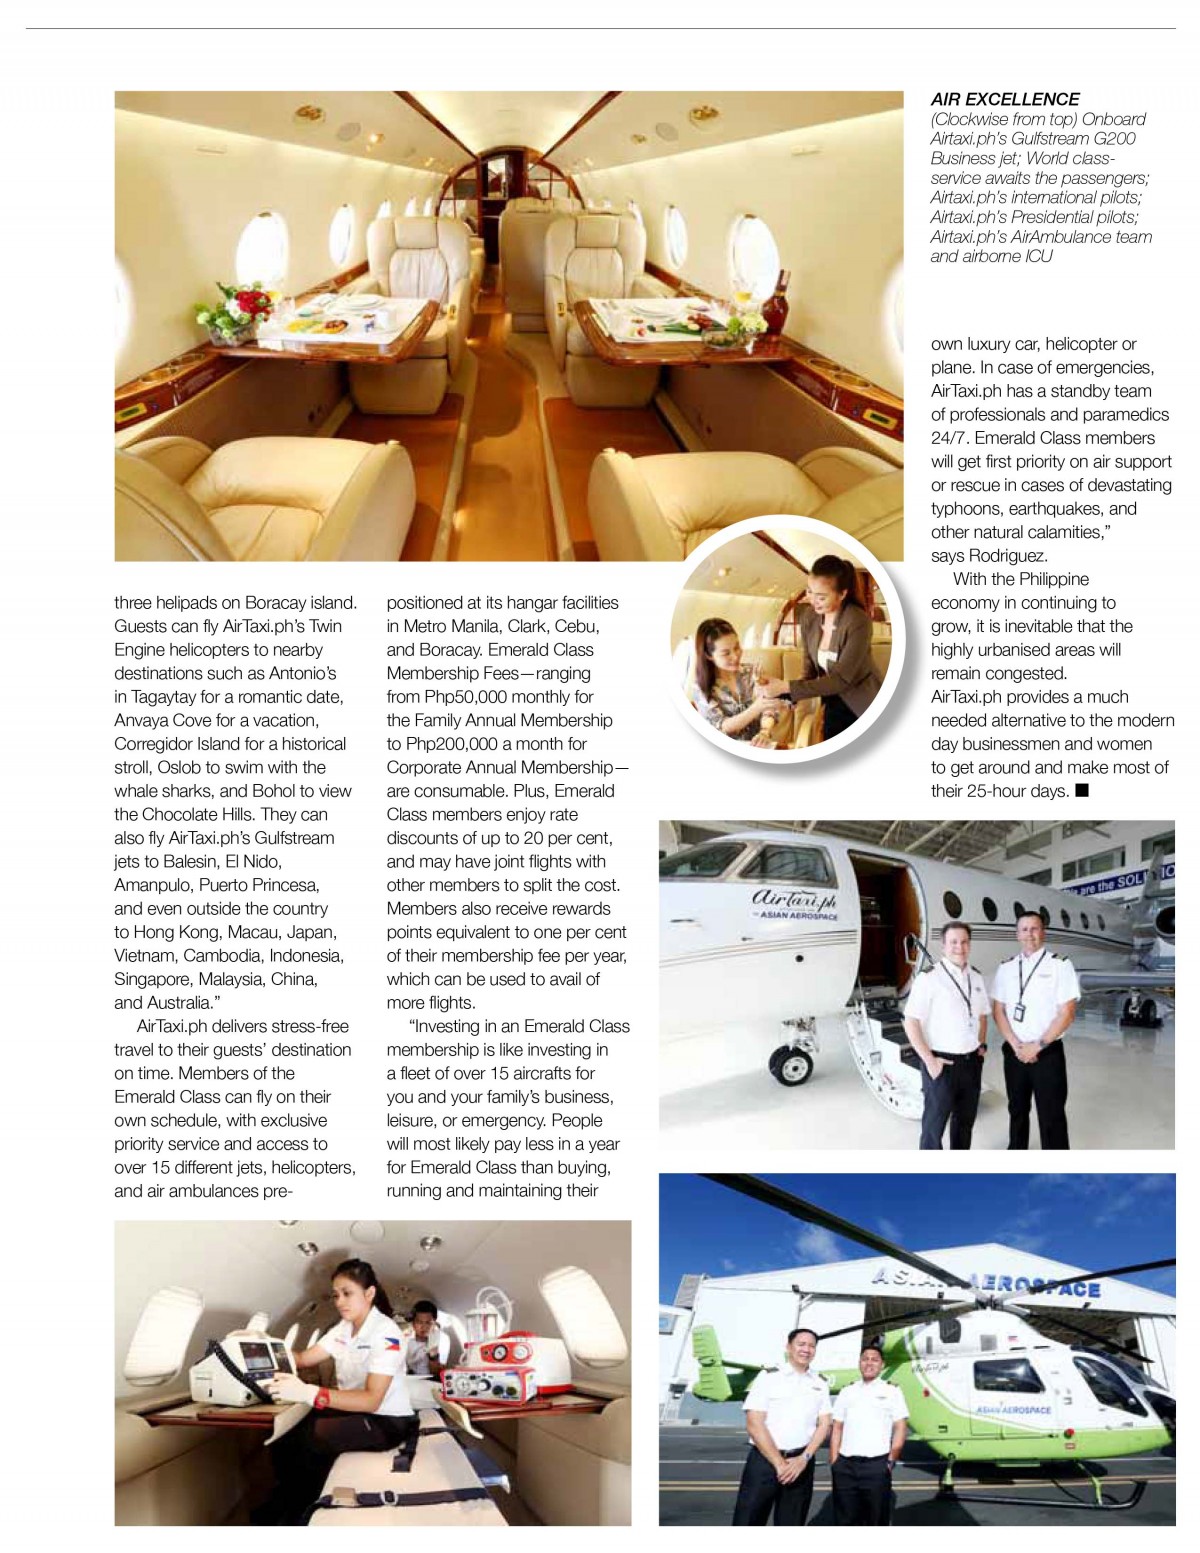 AIR EXCELLENCE
(Clockwise from top) Onboard
Airtaxi.ph's Gulfstream G200
Business jet; World class-
service awaits the passengers;
Airtaxi.ph's international pilots;
Airtaxi.ph's Presidential pilots;
Airtaxi.ph's AirAmbulance team
and airborne ICU
three helipads on Boracay island.
Guests can fly AirTaxi.ph's Twin
Engine helicopters to nearby
destinations such as Antonio's
in Tagaytay for a romantic date,
Anvaya Cove for a vacation,
Corregidor Island for a historical
stroll, Oslob to swim with the
whale sharks, and Bohol to view
the Chocolate Hills. They can
also fly AirTaxi.ph's Gulfstream
jets to Balesin, El Nido,
Amanpulo, Puerto Princesa,
and even outside the country
to Hong Kong, Macau, Japan,
Vietnam, Cambodia, Indonesia,
Singapore, Malaysia, China,
and Australia.”
AirTaxi.ph delivers stress-free
travel to their guests' destination
on time. Members of the
Emerald Class can fly on their
own schedule, with exclusive
priority service and access to
over 15 different jets, helicopters,
and air ambulances pre-
positioned at its hangar facilities
in Metro Manila, Clark, Cebu,
and Boracay. Emerald Class
Membership Fees—ranging
from Php50,000 monthly for
the Family Annual Membership
to Php200,000 a month for
Corporate Annual Membership—
are consumable. Plus, Emerald
Class members enjoy rate
discounts of up to 20 per cent,
and may have joint flights with
other members to split the cost.
Members also receive rewards
points equivalent to one per cent
of their membership fee per year,
which can be used to avail of
more flights.
“Investing in an Emerald Class
membership is like investing in
a fleet of over 15 aircrafts for
you and your family's business,
leisure, or emergency. People
will most likely pay less in a year
for Emerald Class than buying,
running and maintaining their
own luxury car, helicopter or
plane. In case of emergencies,
AirTaxi.ph has a standby team
of professionals and paramedics
24/7. Emerald Class members
will get first priority on air support
or rescue in cases of devastating
typhoons, earthquakes, and
other natural calamities,”
says Rodriguez.
With the Philippine
economy in continuing to
grow, it is inevitable that the
highly urbanised areas will
remain congested.
AirTaxi.ph provides a much
needed alternative to the modern
day businessmen and women
to get around and make most of
their 25-hour days. ■
AirTaxi.ph
ASIAN AEROSPACE
are the SOL
ASIAN AEROSPACE
AirTaxi.ph
ASIAN AEROSPACE